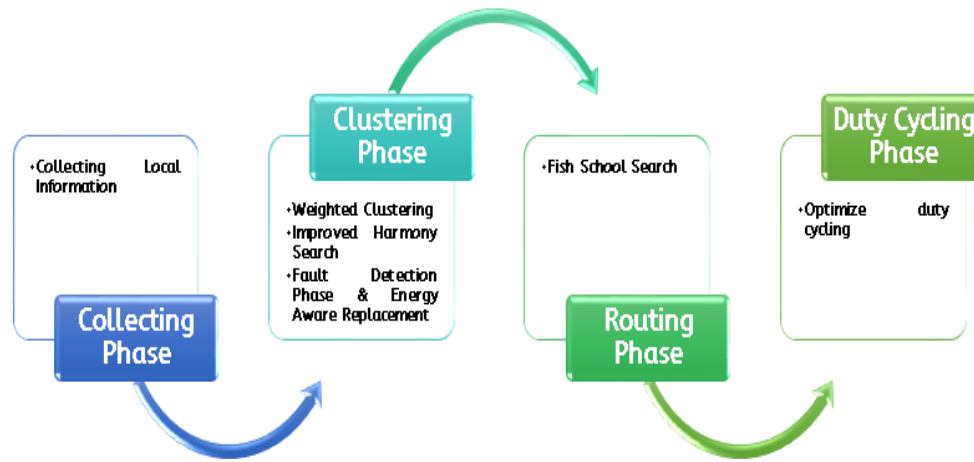 •Collecting Local
Information
Collecting
Phase
Clustering
Phase
•Weighted Clustering
•Improved Harmony
Search
•Fault Detection
Phase & Energy
Aware Replacement
•Fish School Search
Routing
Phase
Duty Cycling
Phase
•Optimize duty
cycling